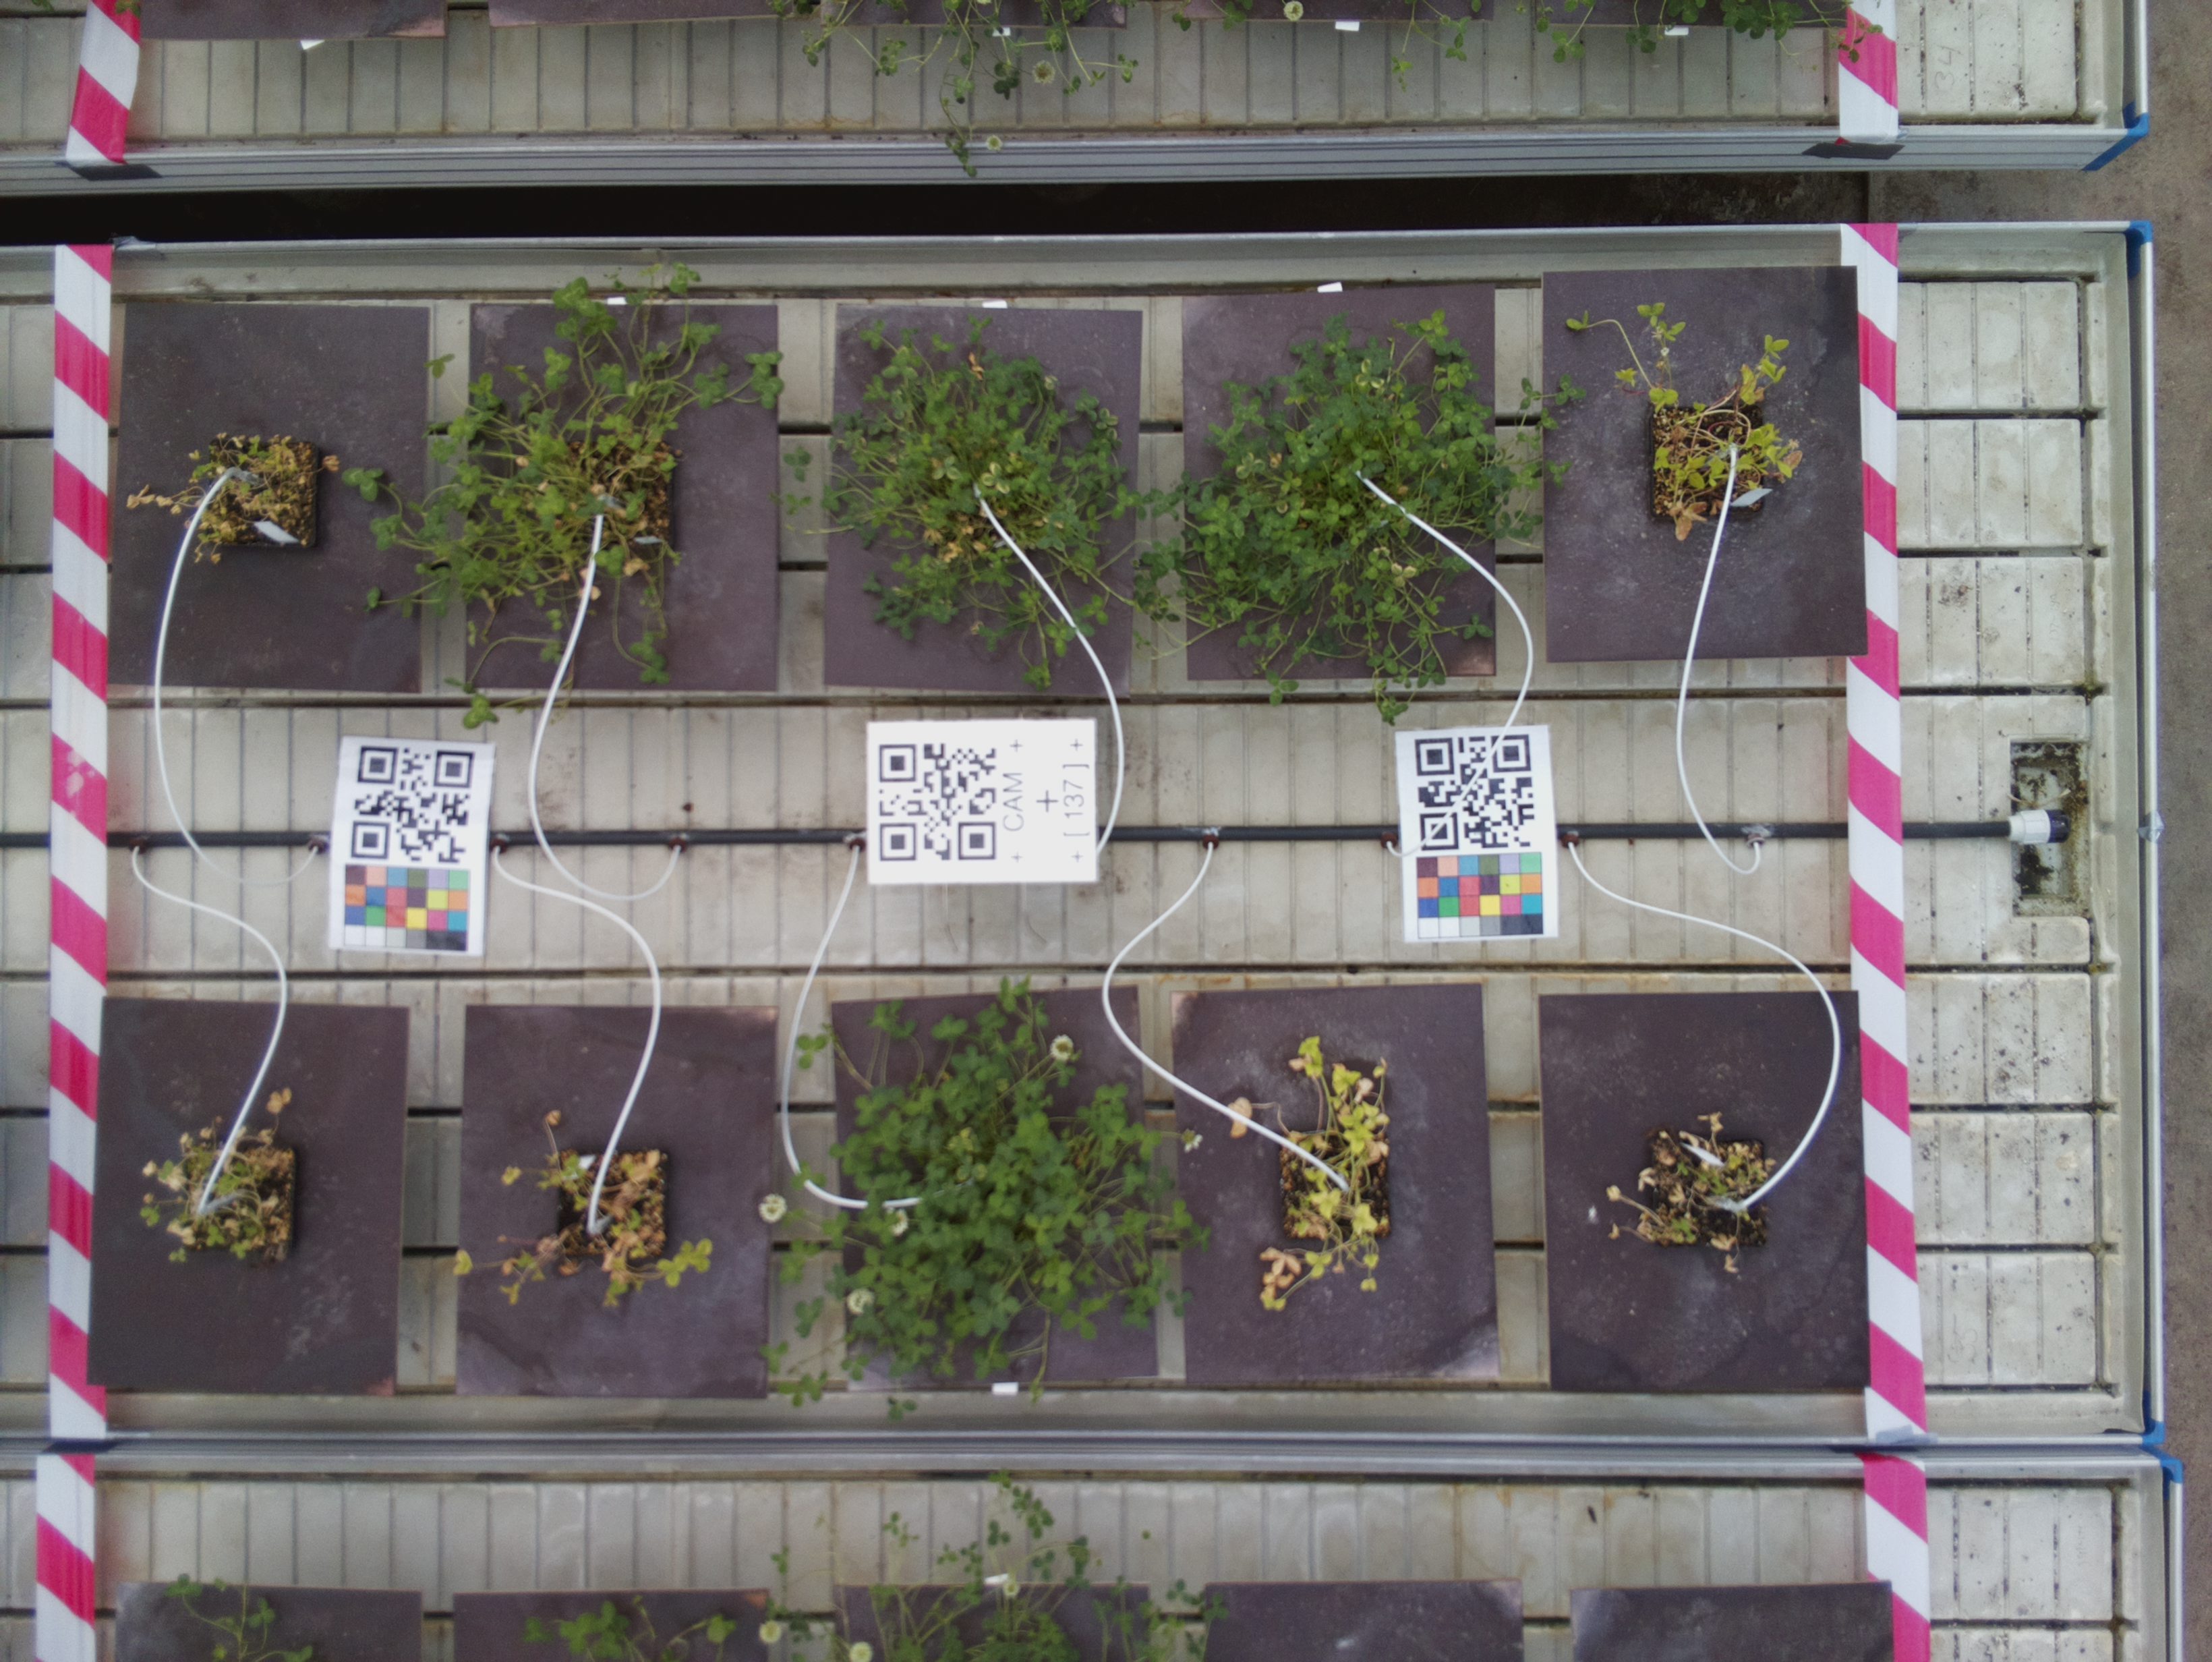 + CAM +
+
+ [ 137 ] +